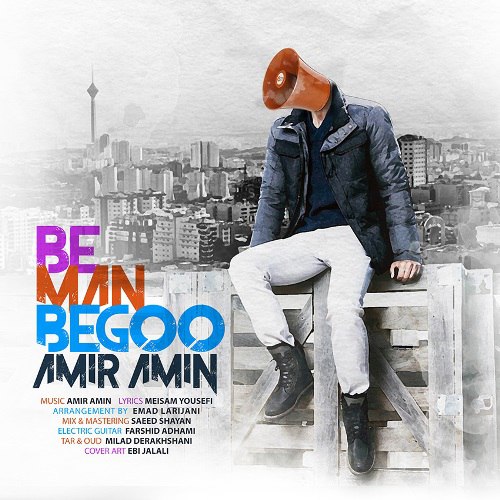 BE
MAN
BEGOO
AMIR AMIN
MUSIC AMIR AMIN LYRICS MEISAM YOUSEFI
ARRANGEMENT BY EMAD LARIJANI
MIX & MASTERING SAEED SHAYAN
ELECTRIC GUITAR FARSHID ADHAMI
TAR & OUD MILAD DERAKHSHANI
COVER ART EBI JALALI